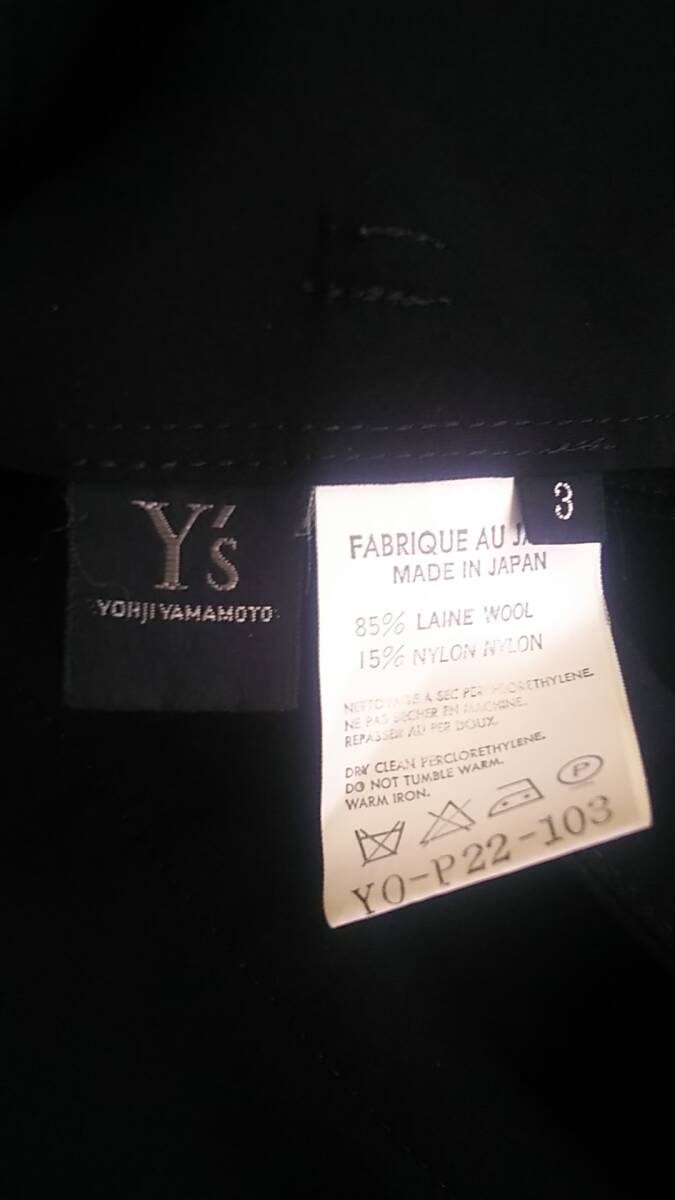 Y's
YOHJI YAMAMOTO
3
FABRIQUE AU
MADE IN JAPAN
85% LAINE WOOL
15% NYLON NYLON
NETTOYAGE A SEC PERCHLORETHYLENE.
NE PAS SECHER EN MACHINE.
REPASSER AU FER DOUX.
DRY CLEAN PERCLORETHYLENE.
DO NOT TUMBLE WARM.
WARM IRON.
P
YO-P22-103